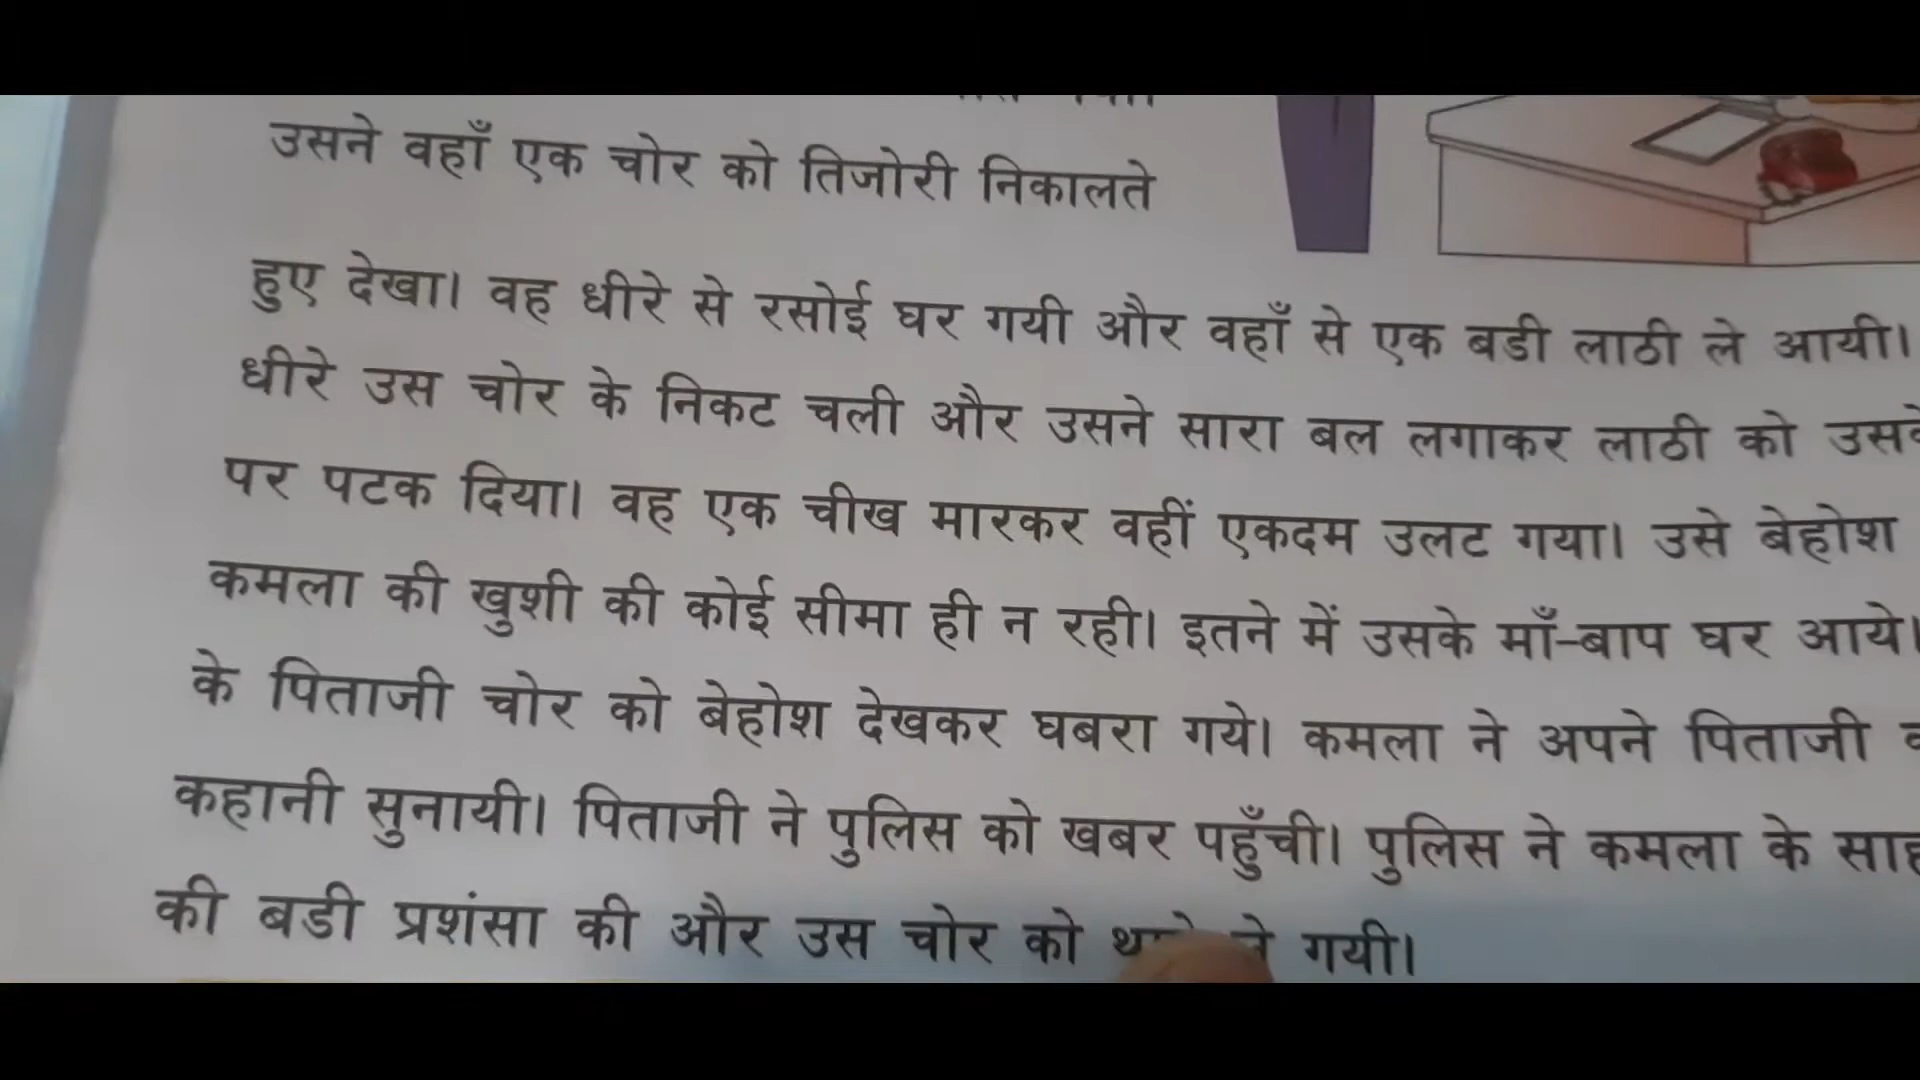 उसने वहाँ एक चोर को तिजोरी निकालते
हुए देखा। वह धीरे से रसोई घर गयी और वहाँ से एक बडी लाठी ले आयी।
धीरे उस चोर के निकट चली और उसने सारा बल लगाकर लाठी को
पर पटक दिया। वह एक चीख मारकर वहीं एकदम उलट गया। उसे बेहोश
कमला की खुशी की कोई सीमा ही न रही। इतने में उसके माँ-बाप घर आये।
के पिताजी चोर को बेहोश देखकर घबरा गये। कमला ने अपने पिताजी
कहानी सुनायी। पिताजी ने पुलिस को खबर पहुँची। पुलिस ने कमला के
की बडी प्रशंसा की और उस चोर को गयी।